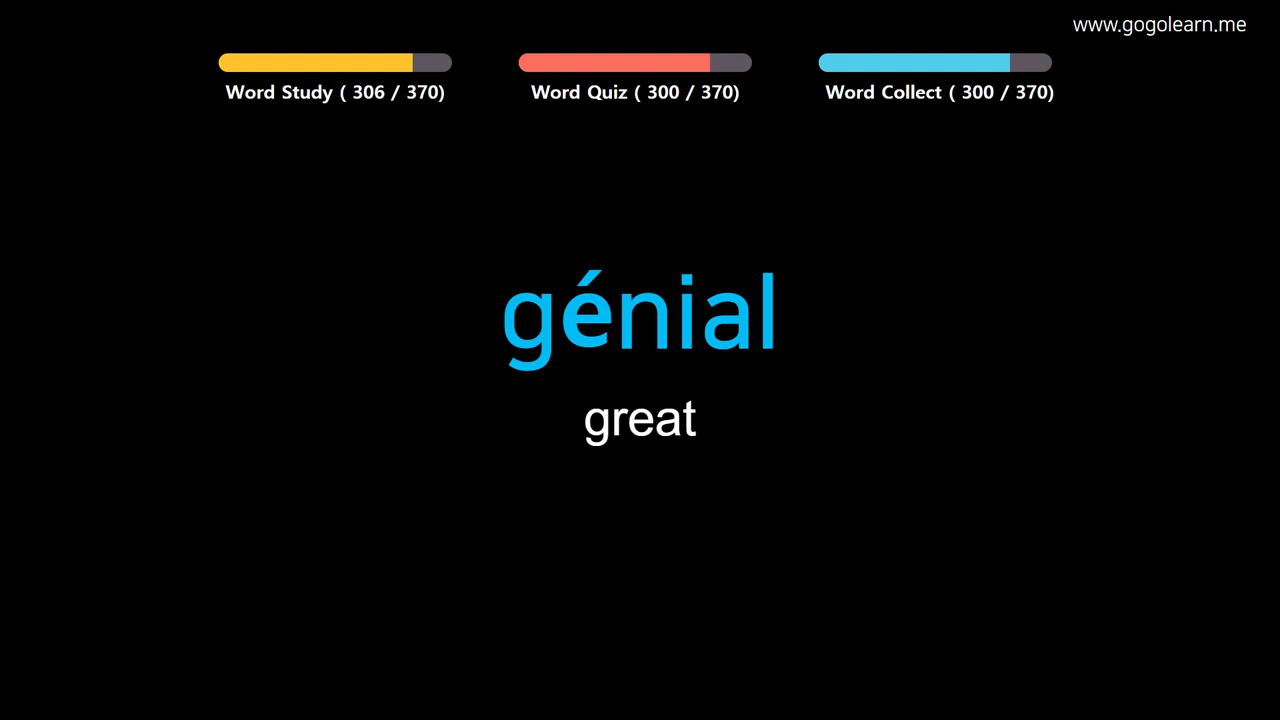 www.gogolearn.me
Word Study ( 306 / 370)
Word Quiz ( 300 / 370)
Word Collect ( 300 / 370)
génial
great